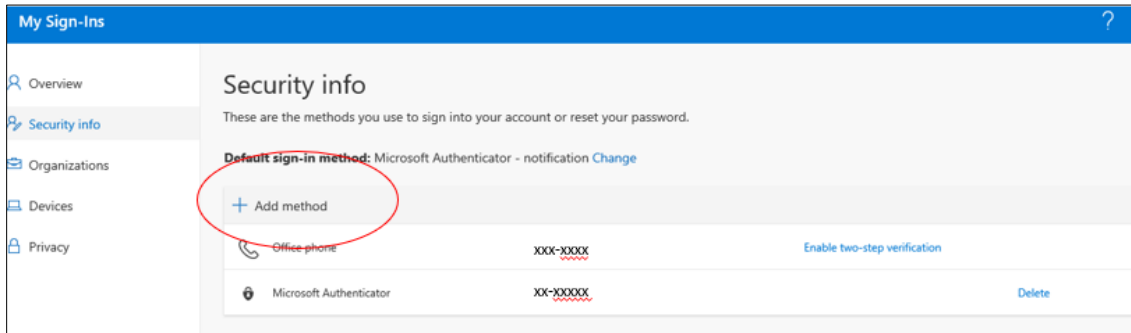 My Sign-Ins ?
Overview
Security info
Organizations
Devices
Privacy
Security info
These are the methods you use to sign into your account or reset your password.
Default sign-in method: Microsoft Authenticator - notification Change
+ Add method
Office phone xxx-xxxx Enable two-step verification
Microsoft Authenticator xx-xxxxx Delete